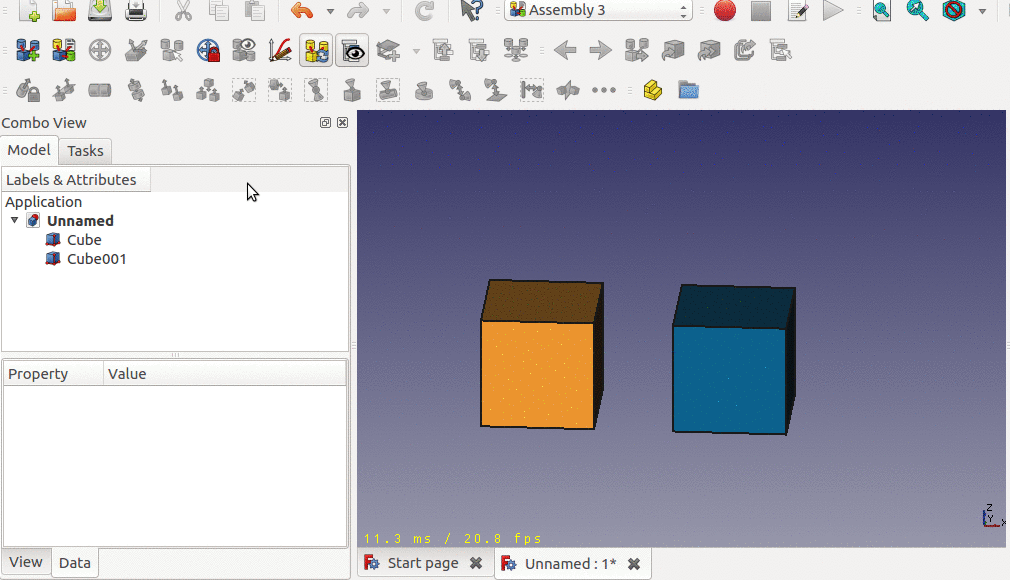 Assembly 3
Combo View
Model
Tasks
Labels & Attributes
Application
Unnamed
Cube
Cube001
Property
Value
View
Data
11.3 ms / 20.8 fps
Z
Y
X
Start page
Unnamed : 1*